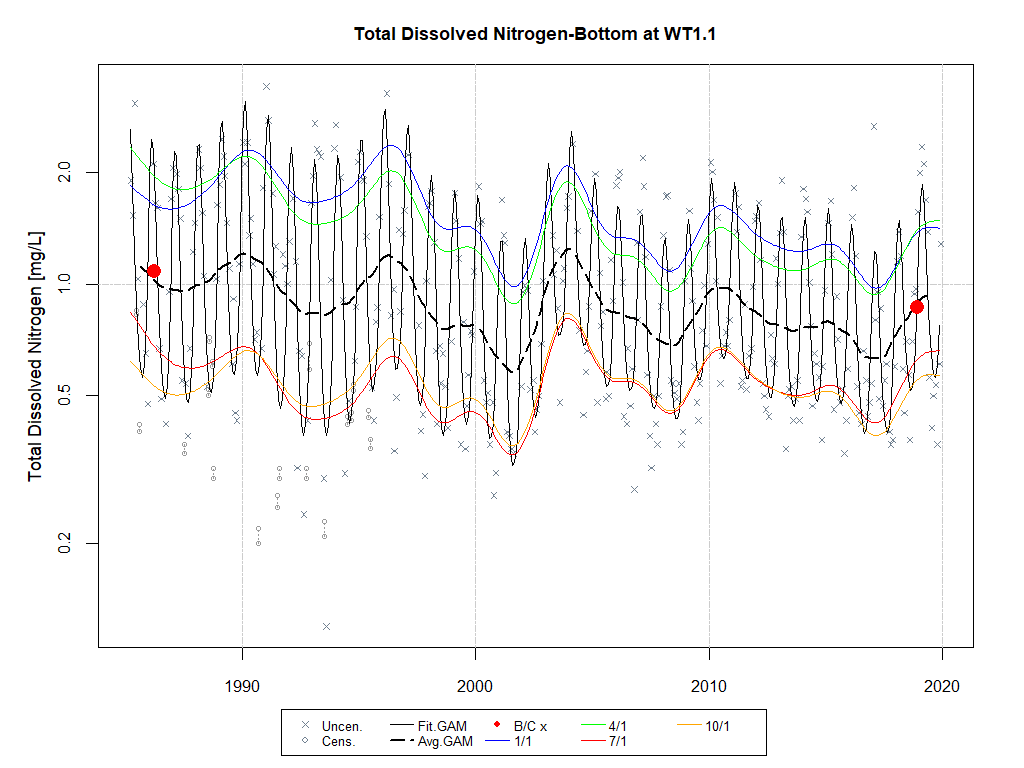 Total Dissolved Nitrogen-Bottom at WT1.1
Total Dissolved Nitrogen [mg/L]
2.0
1.0
0.5
0.2
1990 2000 2010 2020
Uncen. Fit.GAM B/C x 4/1 10/1
Cens. Avg.GAM 1/1 7/1